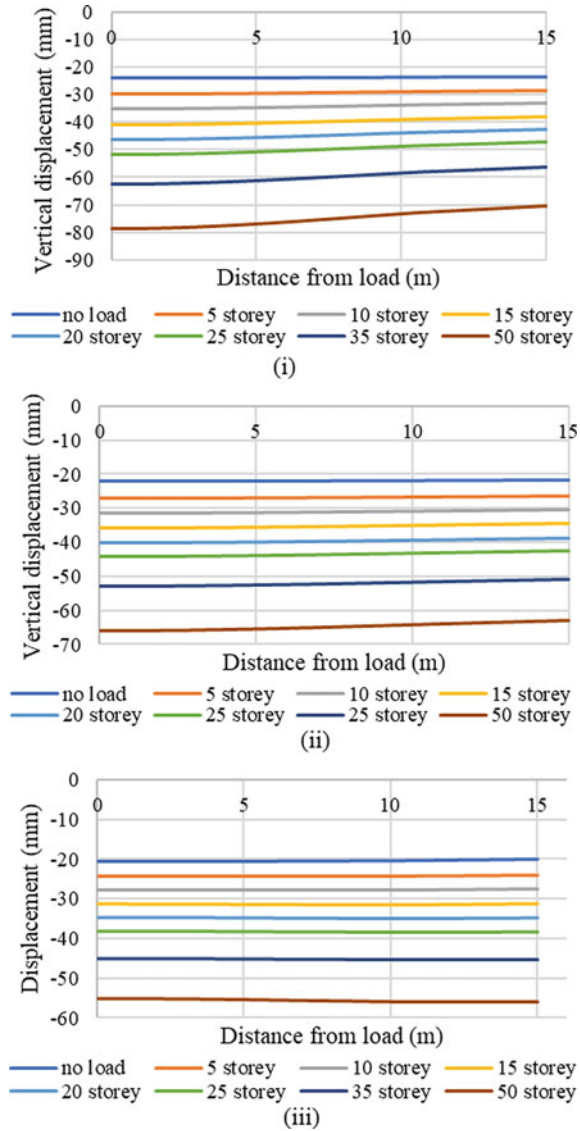 0 5 10 15
0
-10
-20
-30
-40
-50
-60
-70
-80
-90
Vertical displacement (mm)
Distance from load (m)
no load 5 storey 10 storey 15 storey
20 storey 25 storey 35 storey 50 storey
(i)
0
0 5 10 15
-10
-20
-30
-40
-50
-60
-70
Vertical displacement (mm)
Distance from load (m)
no load 5 storey 10 storey 15 storey
20 storey 25 storey 25 storey 50 storey
(ii)
0
0 5 10 15
-10
-20
-30
-40
-50
-60
Displacement (mm)
Distance from load (m)
no load 5 storey 10 storey 15 storey
20 storey 25 storey 35 storey 50 storey
(iii)